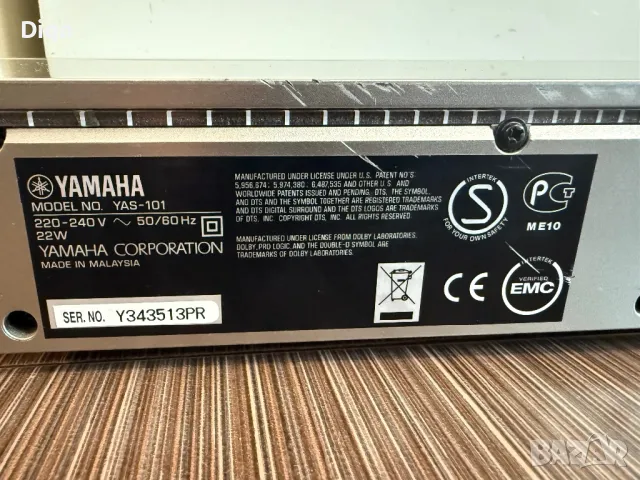 YAMAHA
MODEL NO. YAS-101
220-240V ~ 50/60Hz
22W
YAMAHA CORPORATION
MADE IN MALAYSIA
SER. NO. Y343513PR
MANUFACTURED UNDER LICENSE UNDER U.S. PATENT NO'S:
5,956,674; 5,974,380; 6,487,535 AND OTHER U.S. AND
WORLDWIDE PATENTS ISSUED AND PENDING. DTS, THE SYMBOL,
AND DTS AND THE SYMBOL TOGETHER ARE REGISTERED TRADEMARKS
AND DTS DIGITAL SURROUND AND THE DTS LOGOS ARE TRADEMARKS
OF DTS, INC. ©COPYRIGHT DTS, INC. ALL RIGHTS RESERVED.
MANUFACTURED UNDER LICENSE FROM DOLBY LABORATORIES.
DOLBY, PRO LOGIC AND THE DOUBLE-D SYMBOL ARE
TRADEMARKS OF DOLBY LABORATORIES.
INTERTEK
S
FOR YOUR SAFETY
ME10
CE
INTERTEK
VERIFIED
EMC
BAZAR